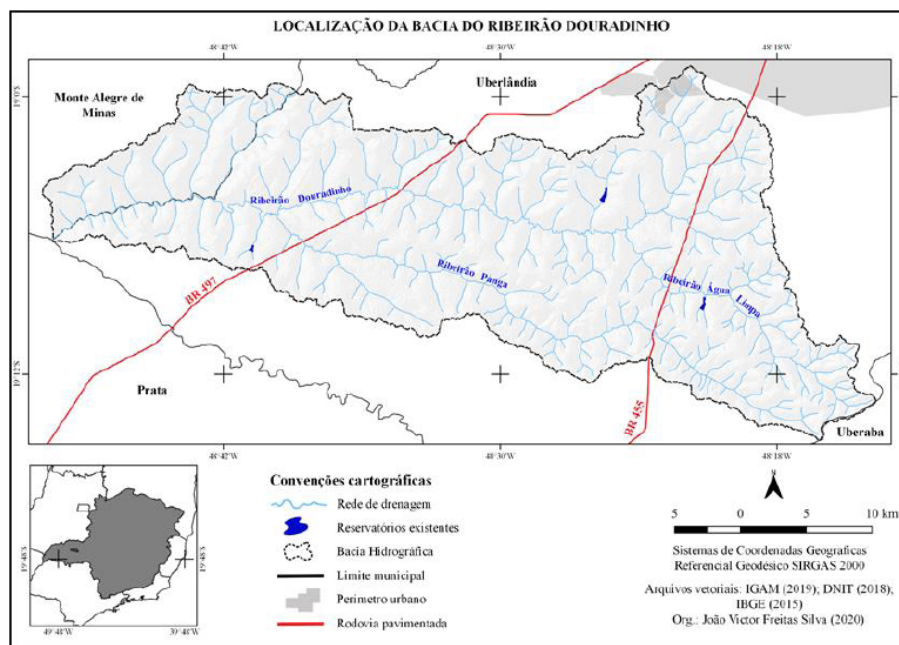 LOCALIZAÇÃO DA BACIA DO RIBEIRÃO DOURADINHO
48°42'W
48°30'W
48°18'W
19°0'S
Monte Alegre de
Minas
Uberlândia
Ribeirão Douradinho
Ribeirão Panga
Ribeirão Água Limpa
BR 497
BR 455
19°12'S
Prata
Uberaba
48°42'W
48°30'W
48°18'W
Convenções cartográficas
Rede de drenagem
Reservatórios existentes
Bacia Hidrográfica
Limite municipal
Perímetro urbano
Rodovia pavimentada
19°48'S
19°48'S
49°48'W
39°48'W
N
5 0 5 10 km
Sistemas de Coordenadas Geograficas
Referencial Geodésico SIRGAS 2000
Arquivos vetoriais: IGAM (2019); DNIT (2018);
IBGE (2015)
Org.: João Victor Freitas Silva (2020)